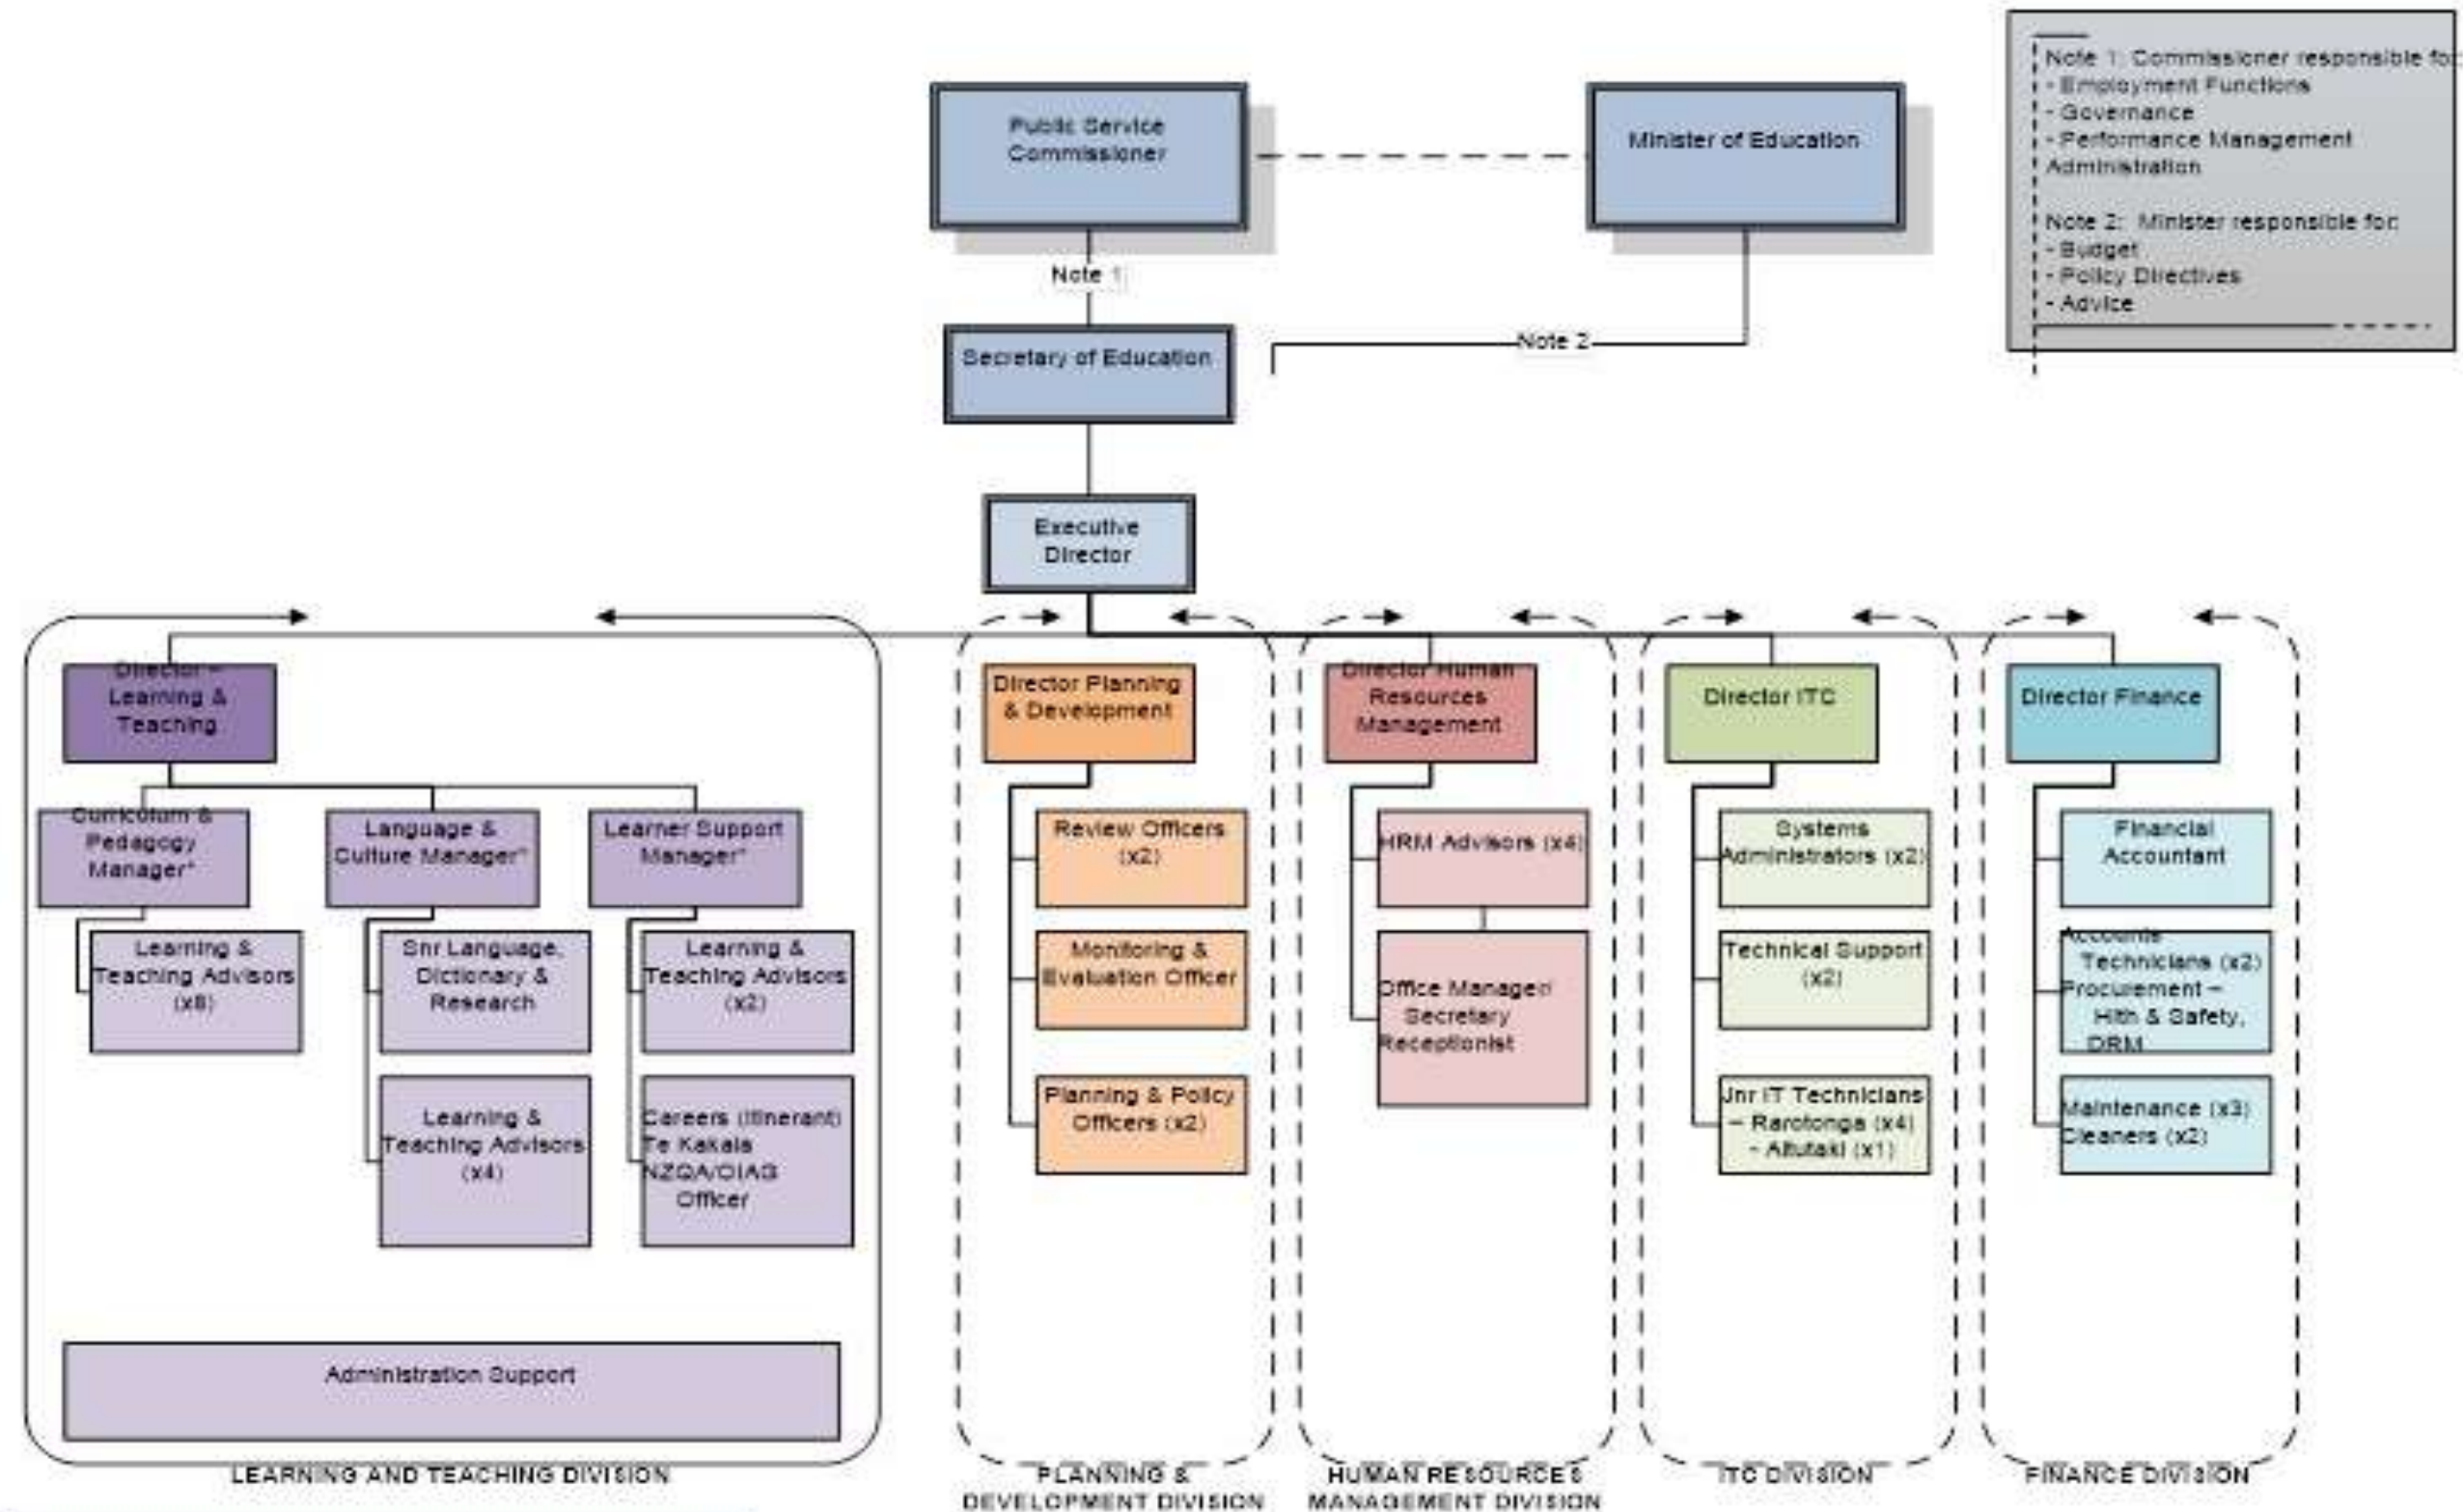 Note 1: Commissioner responsible for:
- Employment Functions
- Governance
- Performance Management
Administration
Note 2: Minister responsible for:
- Budget
- Policy Directives
- Advice
Public Service
Commissioner
Minister of Education
Note 1
Note 2
Secretary of Education
Executive
Director
Director –
Learning &
Teaching
Director Planning
& Development
Director Human
Resources
Management
Director ITC
Director Finance
Curriculum &
Pedagogy
Manager*
Language &
Culture Manager*
Learner Support
Manager*
Review Officers
(x2)
HRM Advisors (x4)
Systems
Administrators (x2)
Financial
Accountant
Learning &
Teaching Advisors
(x8)
Snr Language,
Dictionary &
Research
Learning &
Teaching Advisors
(x2)
Monitoring &
Evaluation Officer
Office Manager/
Secretary
Receptionist
Technical Support
(x2)
Accounts
Technicians (x2)
Procurement –
Hlth & Safety,
DRM
Learning &
Teaching Advisors
(x4)
Careers (Itinerant)
Te Kakaia
NZQA/OIAG
Officer
Planning & Policy
Officers (x2)
Jnr IT Technicians
– Rarotonga (x4)
- Aitutaki (x1)
Maintenance (x3)
Cleaners (x2)
Administration Support
LEARNING AND TEACHING DIVISION
PLANNING &
DEVELOPMENT DIVISION
HUMAN RESOURCES
MANAGEMENT DIVISION
ITC DIVISION
FINANCE DIVISION